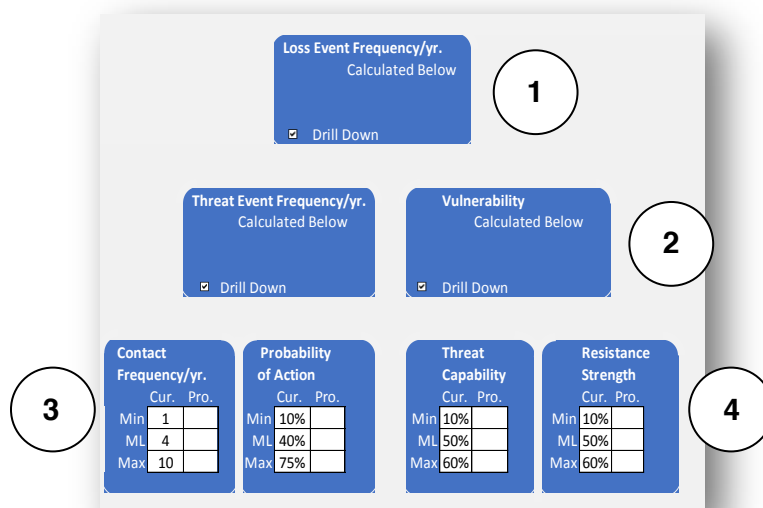 Loss Event Frequency/yr.
Calculated Below
Drill Down
1
Threat Event Frequency/yr.
Calculated Below
Drill Down
Vulnerability
Calculated Below
Drill Down
2
3
Contact
Frequency/yr.
Cur. Pro.
Min 1
ML 4
Max 10
Probability
of Action
Cur. Pro.
Min 10%
ML 40%
Max 75%
Threat
Capability
Cur. Pro.
Min 10%
ML 50%
Max 60%
Resistance
Strength
Cur. Pro.
Min 10%
ML 50%
Max 60%
4